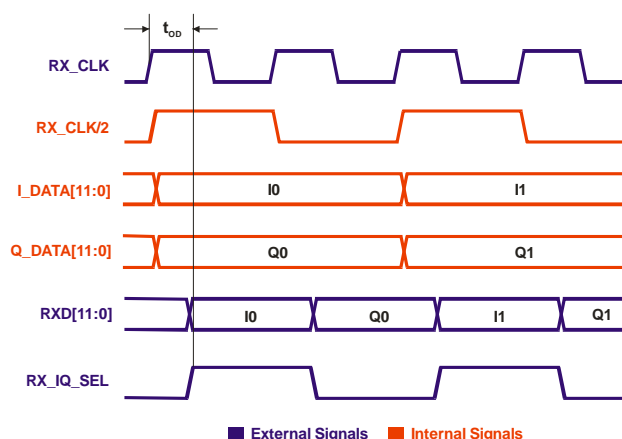 tOD
RX_CLK
RX_CLK/2
I_DATA[11:0] I0 I1
Q_DATA[11:0] Q0 Q1
RXD[11:0] I0 Q0 I1 Q1
RX_IQ_SEL
External Signals Internal Signals